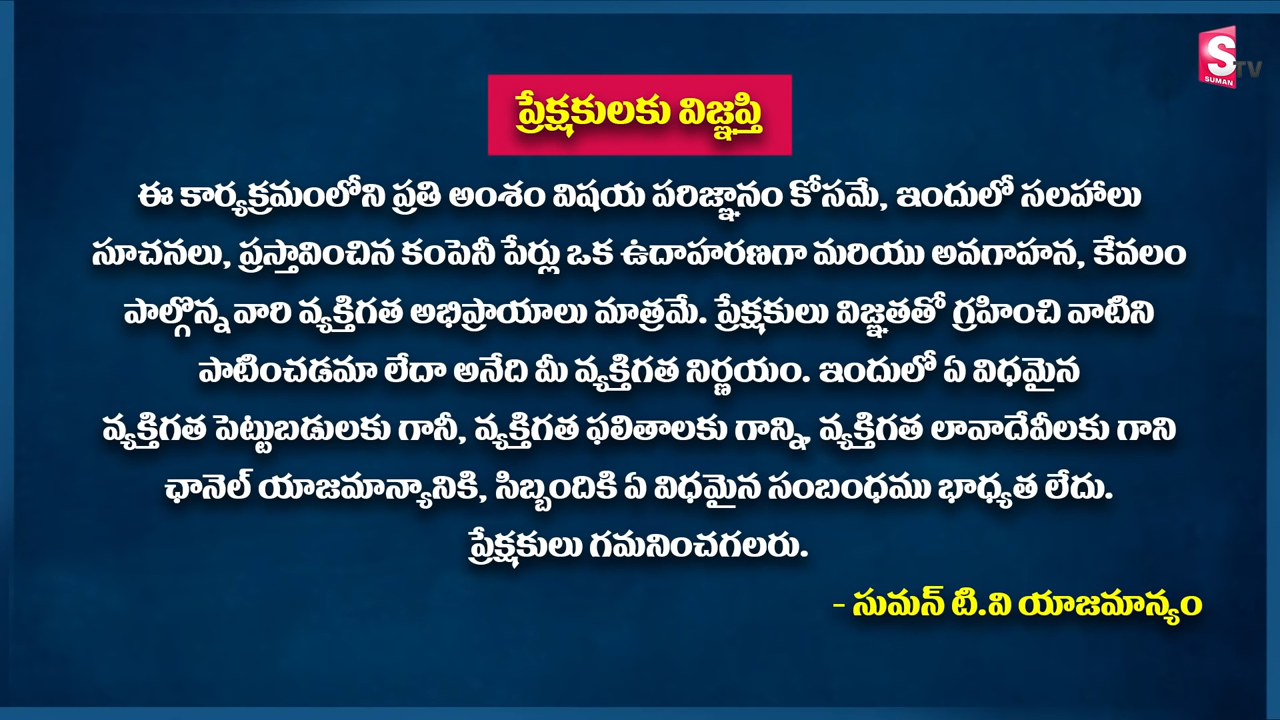 S TV
SUMAN
ప్రేక్షకులకు విజ్ఞప్తి
ఈ కార్యక్రమంలోని ప్రతి అంశం విషయ పరిజ్ఞానం కోసమే, ఇందులో సలహాలు
సూచనలు, ప్రస్తావించిన కంపెనీ పేర్లు ఒక ఉదాహరణగా మరియు అవగాహన, కేవలం
పాల్గొన్న వారి వ్యక్తిగత అభిప్రాయాలు మాత్రమే. ప్రేక్షకులు విజ్ఞతతో గ్రహించి వాటిని
పాటించడమా లేదా అనేది మీ వ్యక్తిగత నిర్ణయం. ఇందులో ఏ విధమైన
వ్యక్తిగత పెట్టుబడులకు గానీ, వ్యక్తిగత ఫలితాలకు గాన్ని, వ్యక్తిగత లావాదేవీలకు గాని
ఛానెల్ యాజమాన్యానికి, సిబ్బందికి ఏ విధమైన సంబంధము భాధ్యత లేదు.
ప్రేక్షకులు గమనించగలరు.
- సుమన్ టి.వి యాజమాన్యం